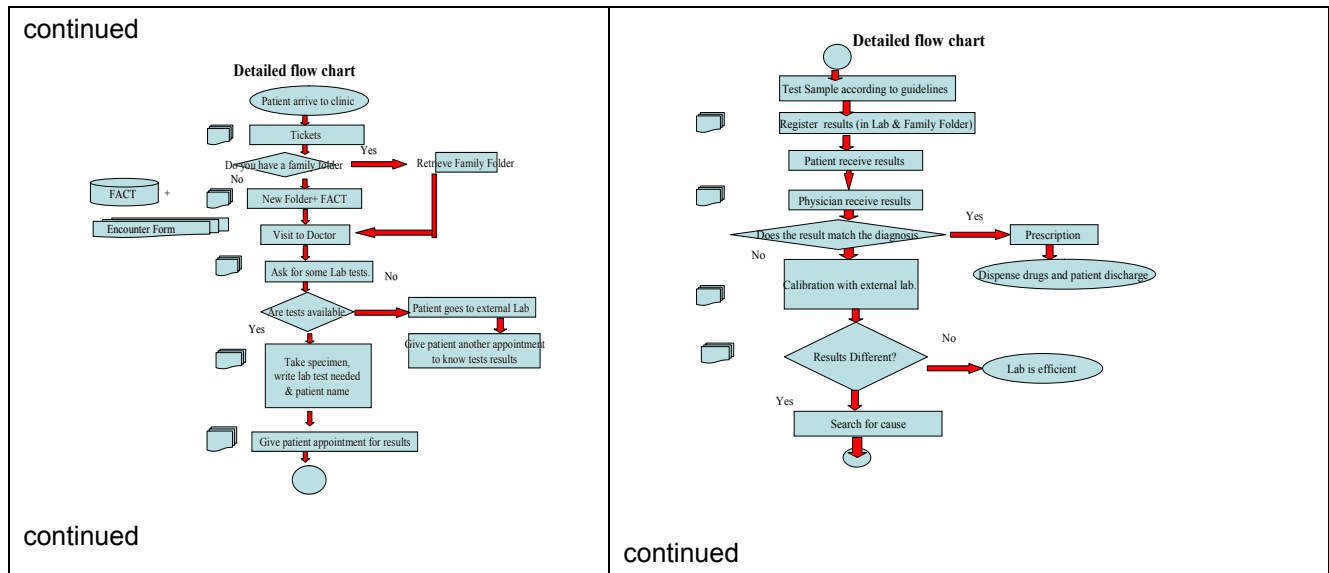 continued
Detailed flow chart
Patient arrive to clinic
Tickets
Yes
Do you have a family folder
Retrieve Family Folder
No
FACT
+
New Folder+ FACT
Encounter Form
Visit to Doctor
Ask for some Lab tests.
No
Are tests available
Patient goes to external Lab
Yes
Give patient another appointment
to know tests results
Take specimen,
write lab test needed
& patient name
Give patient appointment for results
continued
Detailed flow chart
Test Sample according to guidelines
Register results (in Lab & Family Folder)
Patient receive results
Physician receive results
Yes
Does the result match the diagnosis
Prescription
No
Dispense drugs and patient discharge
Calibration with external lab.
No
Results Different?
Lab is efficient
Yes
Search for cause
continued